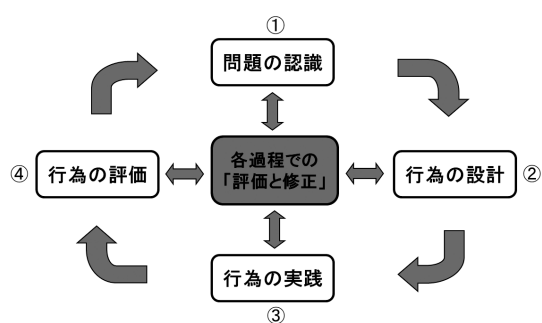 ①
問題の認識
④
行為の評価
各過程での
「評価と修正」
行為の設計
②
行為の実践
③